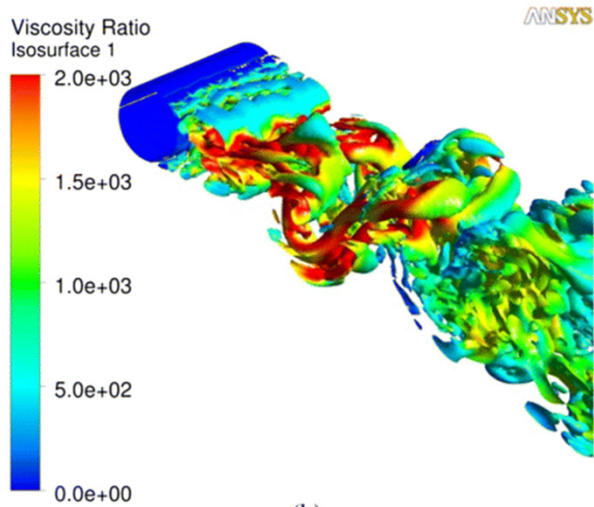 ANSYS
Viscosity Ratio
Isosurface 1
2.0e+03
1.5e+03
1.0e+03
5.0e+02
0.0e+00